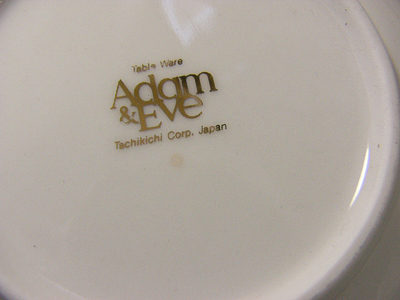 Table Ware
Adam
& Eve
Tachikichi Corp. Japan